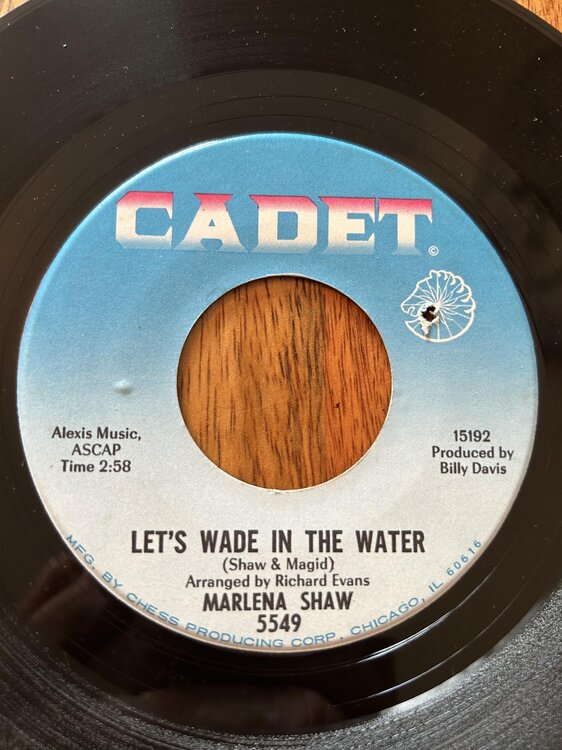 CADET
©
Alexis Music,
ASCAP
Time 2:58
15192
Produced by
Billy Davis
LET'S WADE IN THE WATER
(Shaw & Magid)
Arranged by Richard Evans
MARLENA SHAW
5549
MFG. BY CHESS PRODUCING CORP. CHICAGO, IL 60616